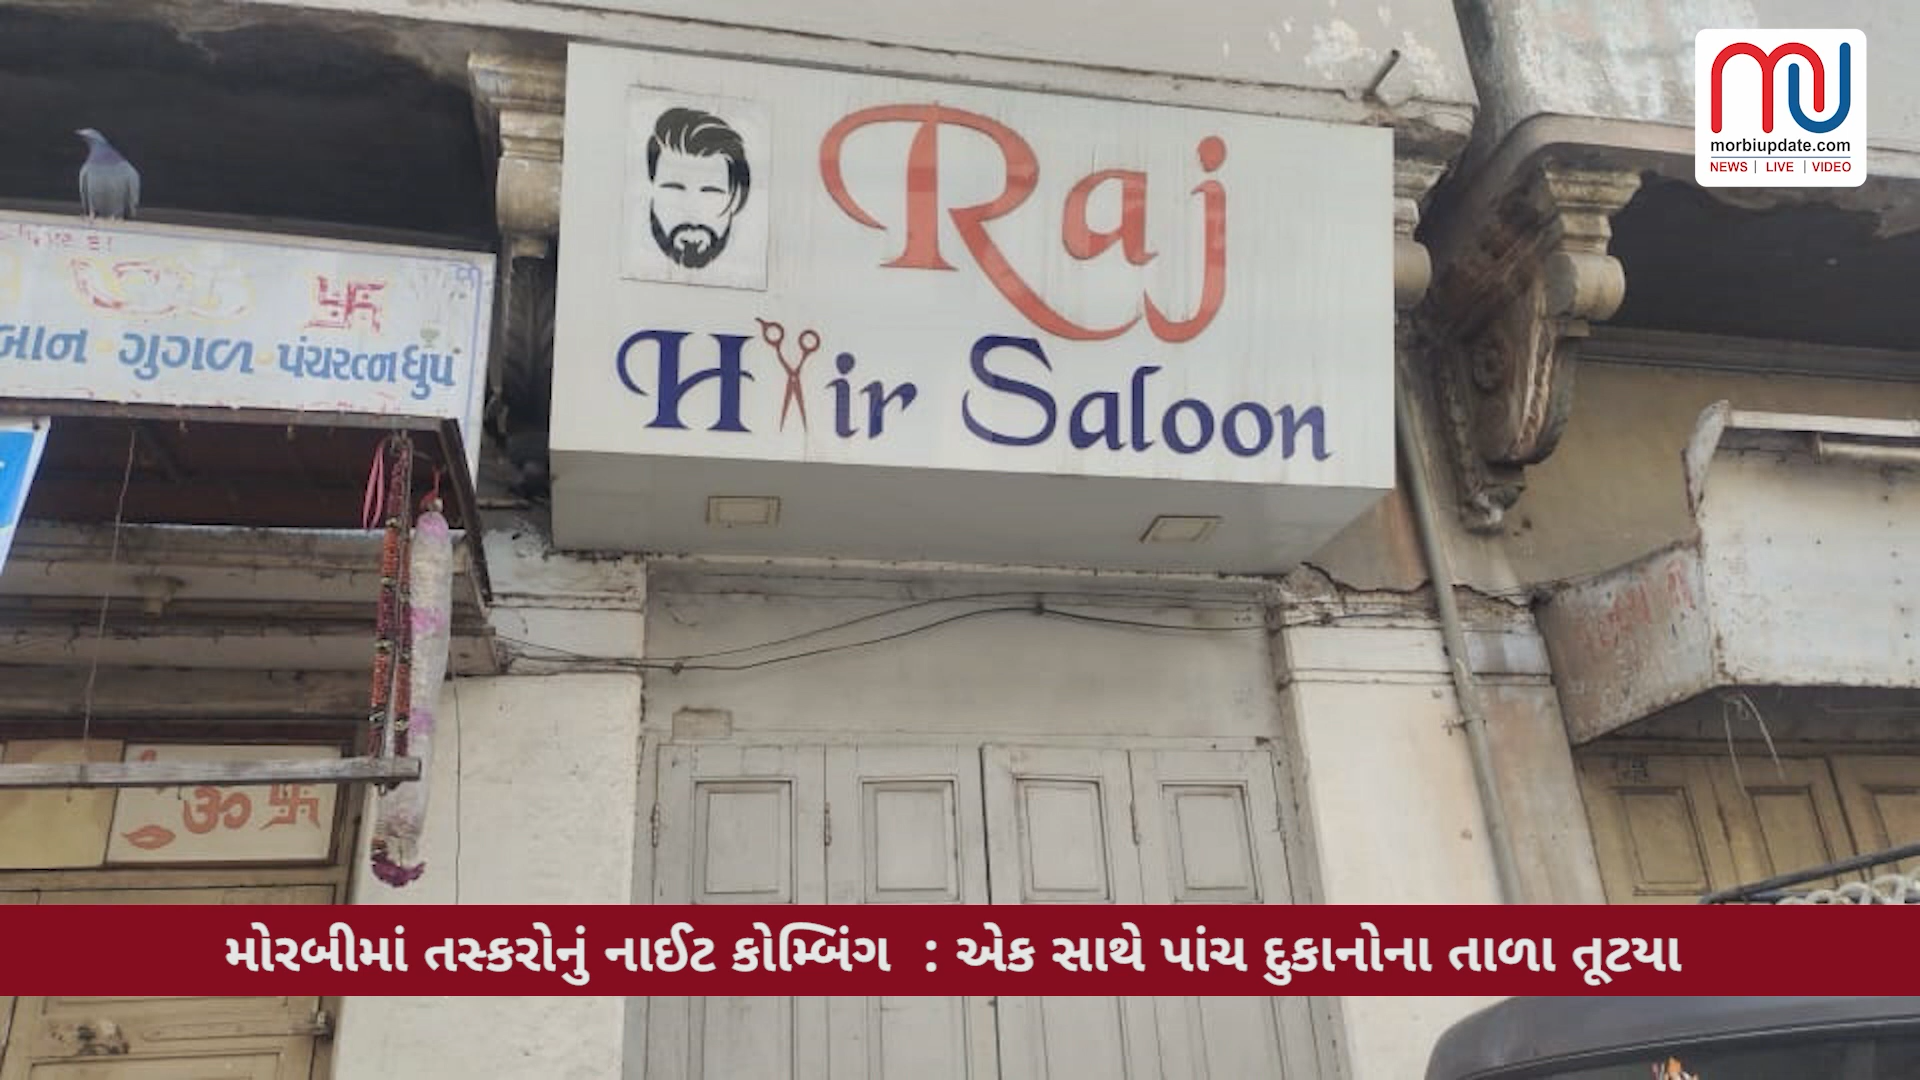 morbiupdate.com
NEWS | LIVE | VIDEO
Raj
Hair Saloon
ગુગળ પંચરત્ન ધુપ
ૐ
મોરબીમાં તસ્કરોનું નાઈટ કોમ્બિંગ : એક સાથે પાંચ દુકાનોના તાળા તૂટયા